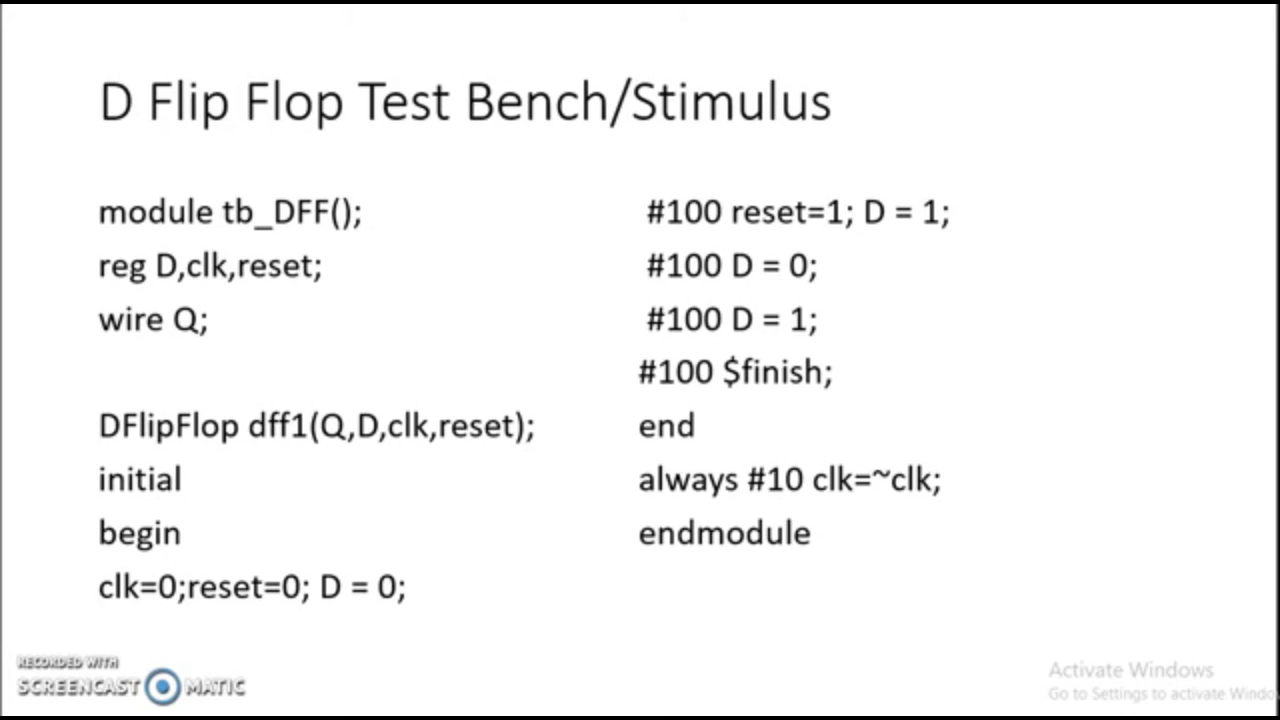 D Flip Flop Test Bench/Stimulus
module tb_DFF();
reg D,clk,reset;
wire Q;
DFlipFlop dff1(Q,D,clk,reset);
initial
begin
clk=0;reset=0; D = 0;
#100 reset=1; D = 1;
#100 D = 0;
#100 D = 1;
#100 $finish;
end
always #10 clk=~clk;
endmodule
RECORDED WITH
SCREENCAST MATIC
Activate Windows
Go to Settings to activate Windo